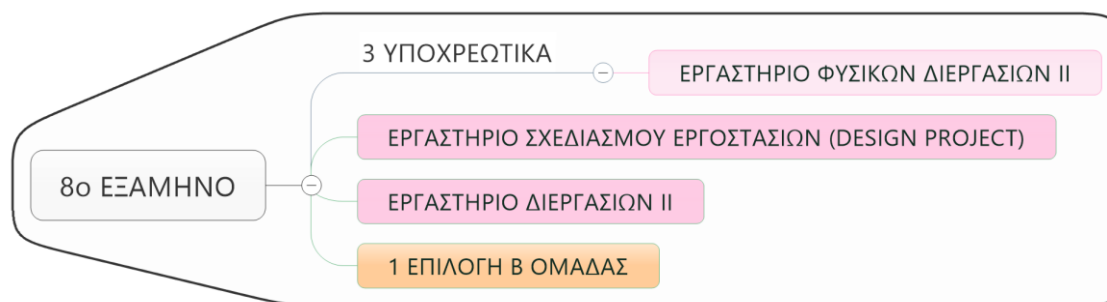 3 ΥΠΟΧΡΕΩΤΙΚΑ
ΕΡΓΑΣΤΗΡΙΟ ΦΥΣΙΚΩΝ ΔΙΕΡΓΑΣΙΩΝ ΙΙ
ΕΡΓΑΣΤΗΡΙΟ ΣΧΕΔΙΑΣΜΟΥ ΕΡΓΟΣΤΑΣΙΩΝ (DESIGN PROJECT)
8ο ΕΞΑΜΗΝΟ
ΕΡΓΑΣΤΗΡΙΟ ΔΙΕΡΓΑΣΙΩΝ ΙΙ
1 ΕΠΙΛΟΓΗ Β ΟΜΑΔΑΣ